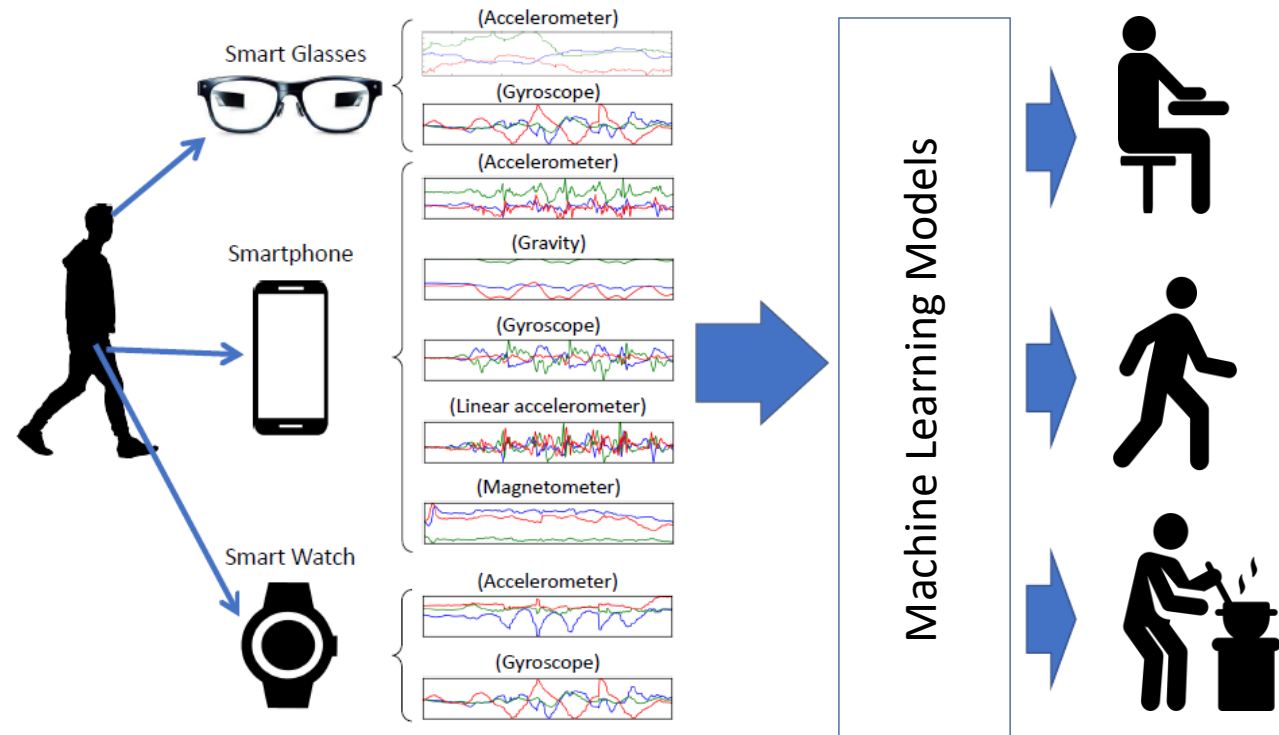 Smart Glasses
(Accelerometer)
(Gyroscope)
Smartphone
(Accelerometer)
(Gravity)
(Gyroscope)
(Linear accelerometer)
(Magnetometer)
Smart Watch
(Accelerometer)
(Gyroscope)
Machine Learning Models